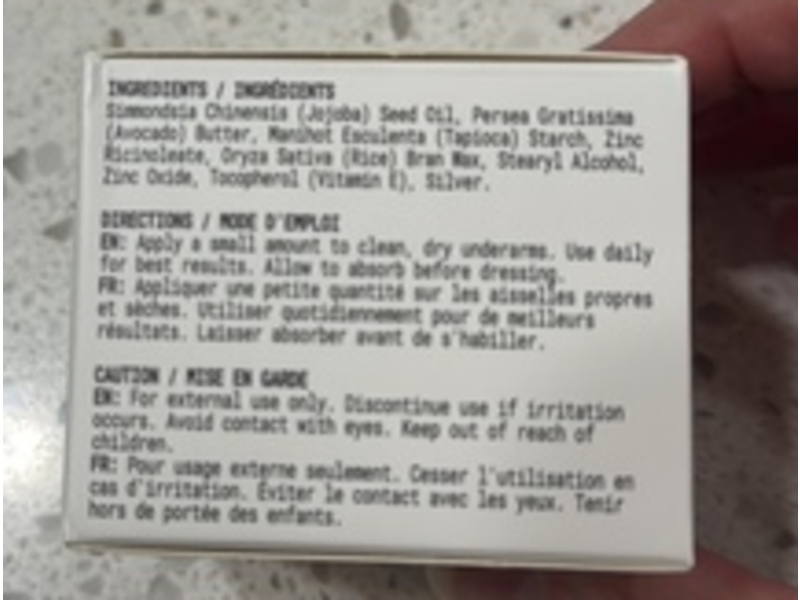 INGREDIENTS / INGRÉDIENTS
Simmondsia Chinensis (Jojoba) Seed Oil, Persea Gratissima
(Avocado) Butter, Manihot Esculenta (Tapioca) Starch, Zinc
Ricinoleate, Oryza Sativa (Rice) Bran Wax, Stearyl Alcohol,
Zinc Oxide, Tocopherol (Vitamin E), Silver.
DIRECTIONS / MODE D'EMPLOI
EN: Apply a small amount to clean, dry underarms. Use daily
for best results. Allow to absorb before dressing.
FR: Appliquer une petite quantité sur les aisselles propres
et sèches. Utiliser quotidiennement pour de meilleurs
résultats. Laisser absorber avant de s'habiller.
CAUTION / MISE EN GARDE
EN: For external use only. Discontinue use if irritation
occurs. Avoid contact with eyes. Keep out of reach of
children.
FR: Pour usage externe seulement. Cesser l'utilisation en
cas d'irritation. Éviter le contact avec les yeux. Tenir
hors de portée des enfants.